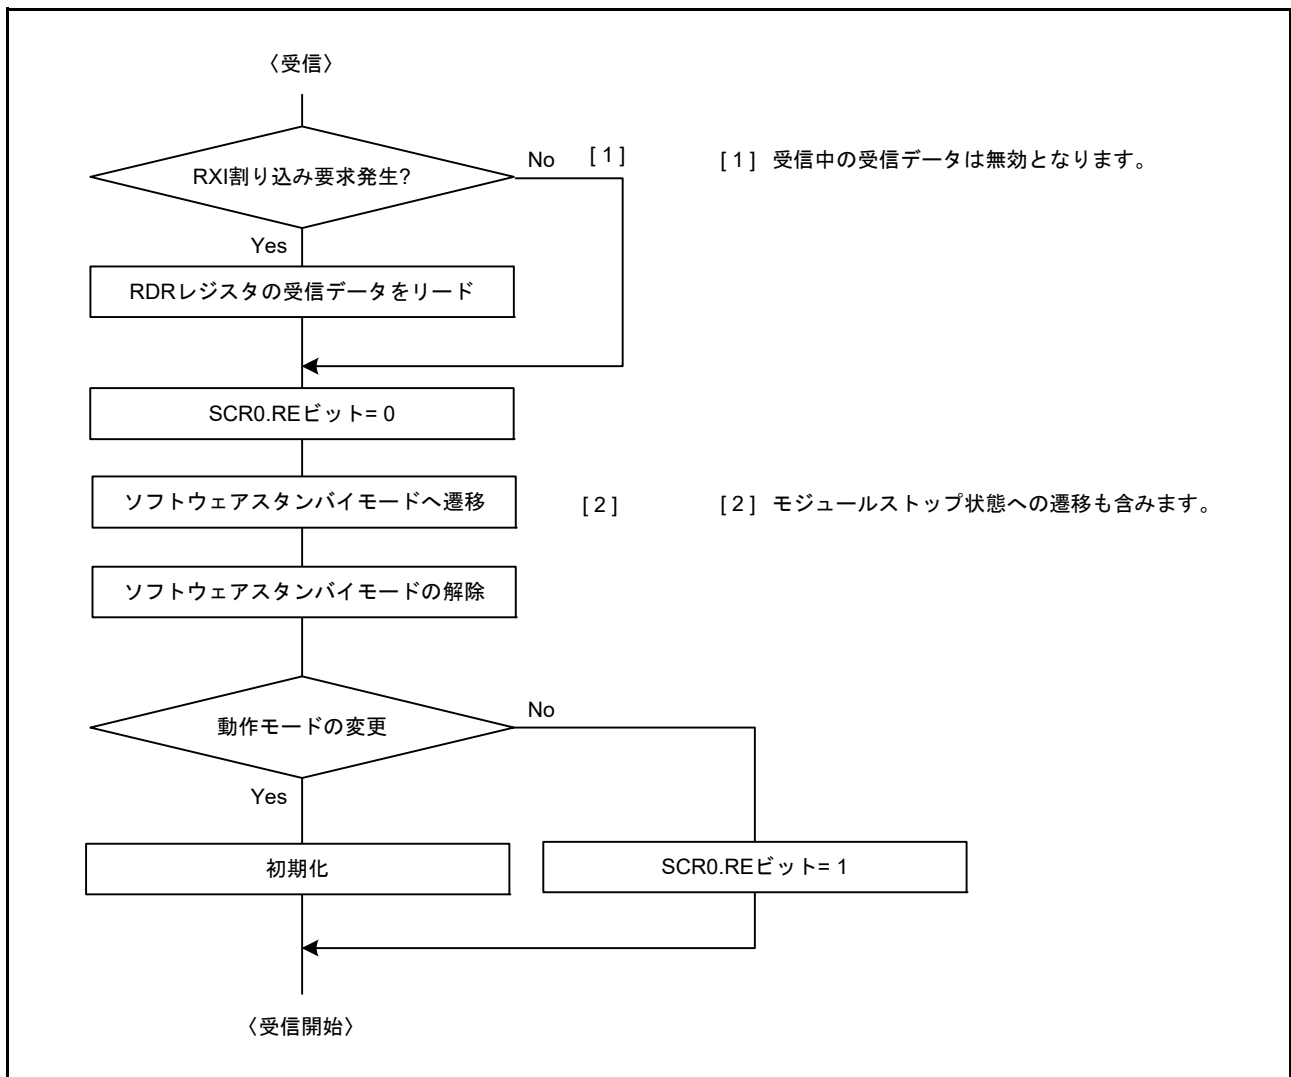 〈受信〉
RXI割り込み要求発生?
No [1]
[1] 受信中の受信データは無効となります。
Yes
RDRレジスタの受信データをリード
SCR0.REビット= 0
ソフトウェアスタンバイモードへ遷移
[2]
[2] モジュールストップ状態への遷移も含みます。
ソフトウェアスタンバイモードの解除
動作モードの変更
No
Yes
初期化
SCR0.REビット= 1
〈受信開始〉